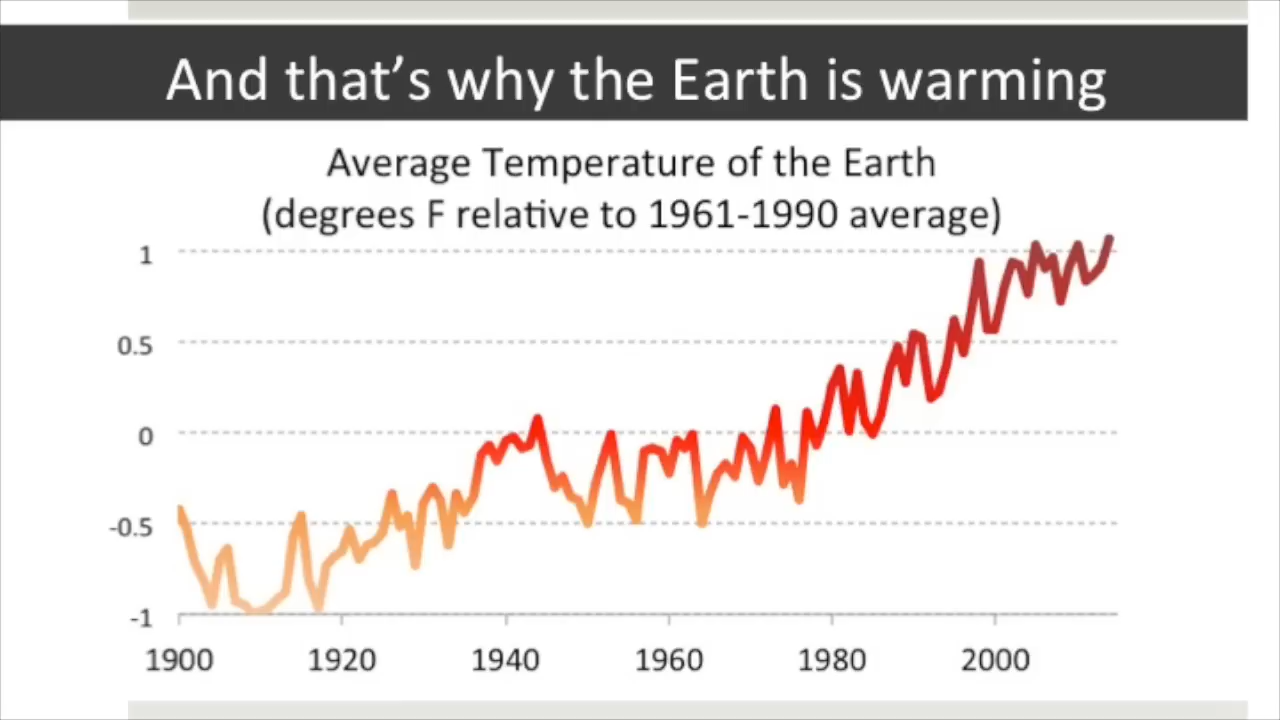 And that’s why the Earth is warming
Average Temperature of the Earth
(degrees F relative to 1961-1990 average)
1
0.5
0
-0.5
-1
1900 1920 1940 1960 1980 2000